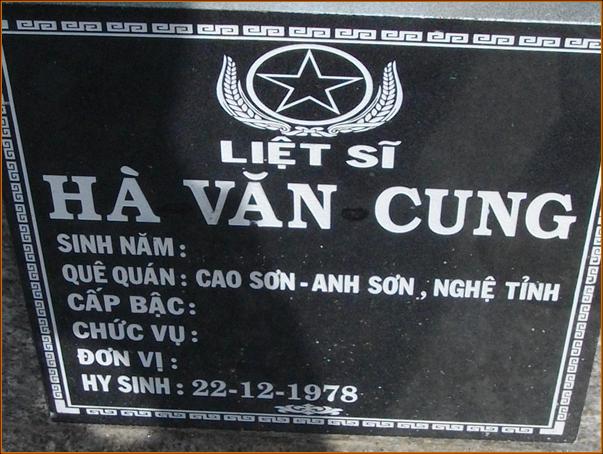 LIỆT SĨ
HÀ VĂN CUNG
SINH NĂM :
QUÊ QUÁN : CAO SƠN - ANH SƠN , NGHỆ TỈNH
CẤP BẬC :
CHỨC VỤ :
ĐƠN VỊ :
HY SINH : 22-12-1978